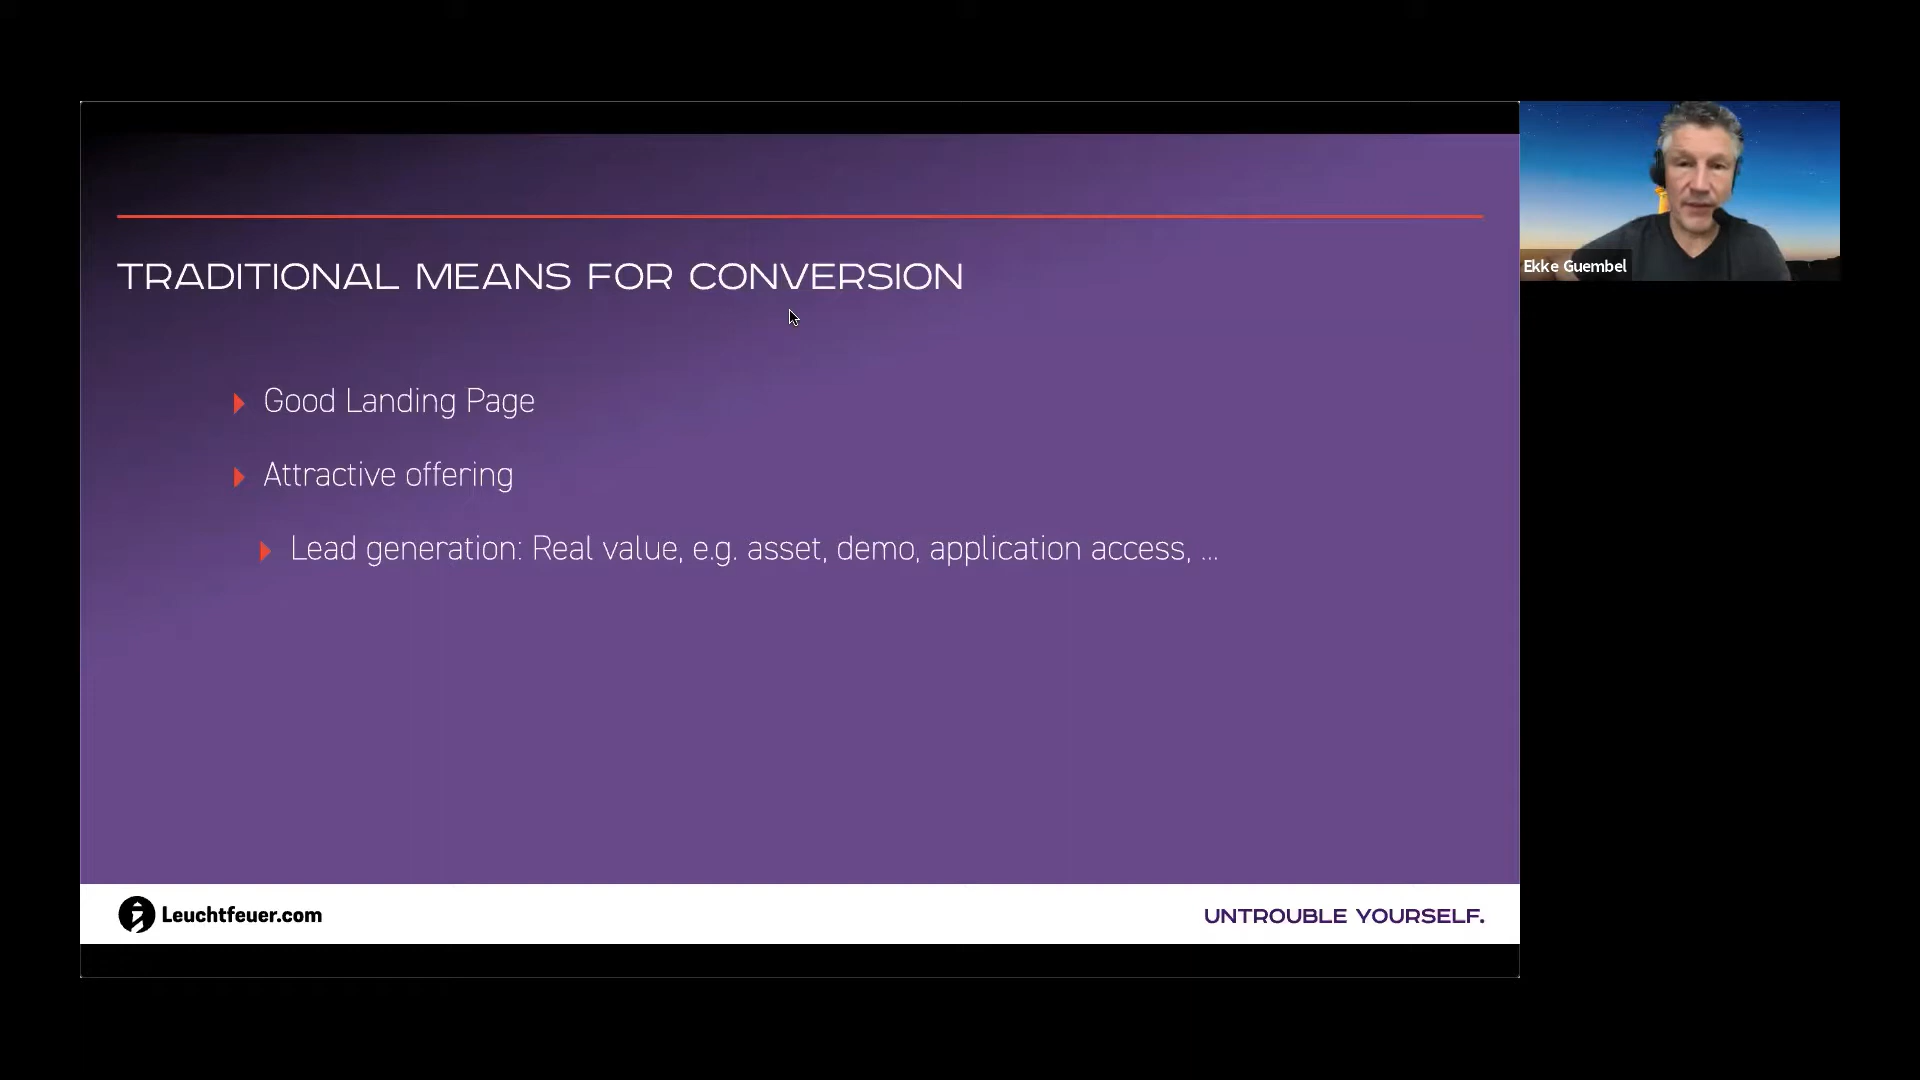 TRADITIONAL MEANS FOR CONVERSION
Good Landing Page
Attractive offering
Lead generation: Real value, e.g. asset, demo, application access, ...
Leuchtfeuer.com
UNTROUBLE YOURSELF.
Ekke Guembel